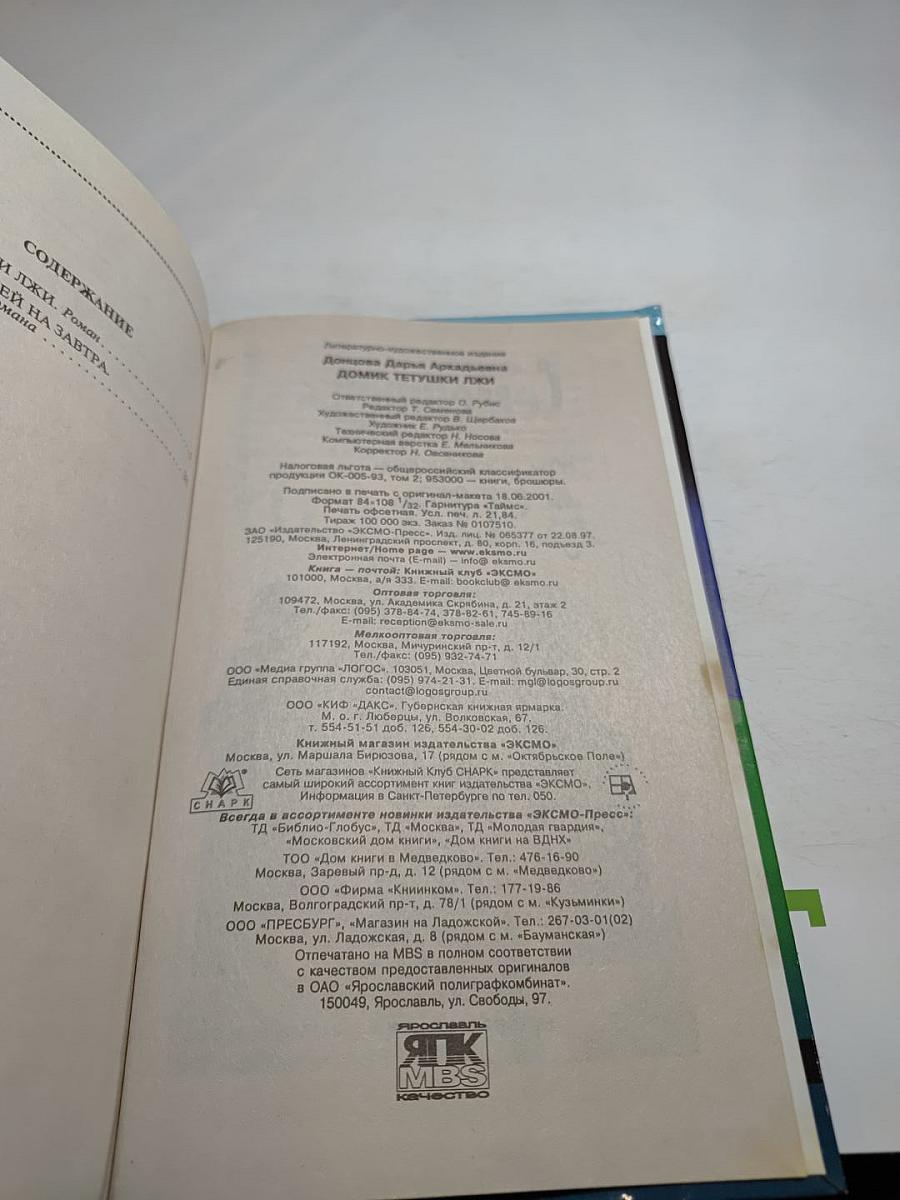 СОДЕРЖАНИЕ
И ЛЖИ. Роман
ЕЙ НА ЗАВТРА
омана
Литературно-художественное издание
Донцова Дарья Аркадьевна
ДОМИК ТЕТУШКИ ЛЖИ
Ответственный редактор О. Рубис
Редактор Т. Семенова
Художественный редактор В. Щербаков
Художник Е. Рудько
Технический редактор Н. Носова
Компьютерная верстка Е. Мельникова
Корректор Н. Овсяникова
Налоговая льгота — общероссийский классификатор
продукции ОК-005-93, том 2; 953000 — книги, брошюры.
Подписано в печать с оригинал-макета 18.06.2001.
Формат 84×108 1/32. Гарнитура «Таймс».
Печать офсетная. Усл. печ. л. 21,84.
Тираж 100 000 экз. Заказ № 0107510.
ЗАО «Издательство «ЭКСМО-Пресс». Изд. лиц. № 065377 от 22.08.97.
125190, Москва, Ленинградский проспект, д. 80, корп. 16, подъезд 3.
Интернет/Home page — www.eksmo.ru
Электронная почта (E-mail) — info@ eksmo.ru
Книга — почтой: Книжный клуб «ЭКСМО»
101000, Москва, а/я 333. E-mail: bookclub@ eksmo.ru
Оптовая торговля:
109472, Москва, ул. Академика Скрябина, д. 21, этаж 2
Тел./факс: (095) 378-84-74, 378-82-61, 745-89-16
E-mail: reception@eksmo-sale.ru
Мелкооптовая торговля:
117192, Москва, Мичуринский пр-т, д. 12/1
Тел./факс: (095) 932-74-71
ООО «Медиа группа «ЛОГОС». 103051, Москва, Цветной бульвар, 30, стр. 2
Единая справочная служба: (095) 974-21-31. E-mail: mgl@logosgroup.ru
contact@logosgroup.ru
ООО «КИФ «ДАКС». Губернская книжная ярмарка.
М. о. г. Люберцы, ул. Волковская, 67.
т. 554-51-51 доб. 126, 554-30-02 доб. 126.
Книжный магазин издательства «ЭКСМО»
Москва, ул. Маршала Бирюзова, 17 (рядом с м. «Октябрьское Поле»)
СНАРК
Сеть магазинов «Книжный Клуб СНАРК» представляет
самый широкий ассортимент книг издательства «ЭКСМО».
Информация в Санкт-Петербурге по тел. 050.
Всегда в ассортименте новинки издательства «ЭКСМО-Пресс»:
ТД «Библио-Глобус», ТД «Москва», ТД «Молодая гвардия»,
«Московский дом книги», «Дом книги на ВДНХ»
ТОО «Дом книги в Медведково». Тел.: 476-16-90
Москва, Заревый пр-д, д. 12 (рядом с м. «Медведково»)
ООО «Фирма «Книинком». Тел.: 177-19-86
Москва, Волгоградский пр-т, д. 78/1 (рядом с м. «Кузьминки»)
ООО «ПРЕСБУРГ», «Магазин на Ладожской». Тел.: 267-03-01(02)
Москва, ул. Ладожская, д. 8 (рядом с м. «Бауманская»)
Отпечатано на MBS в полном соответствии
с качеством предоставленных оригиналов
в ОАО «Ярославский полиграфкомбинат».
150049, Ярославль, ул. Свободы, 97.
ЯРОСЛАВЛЬ
ЯПК
MBS
качество